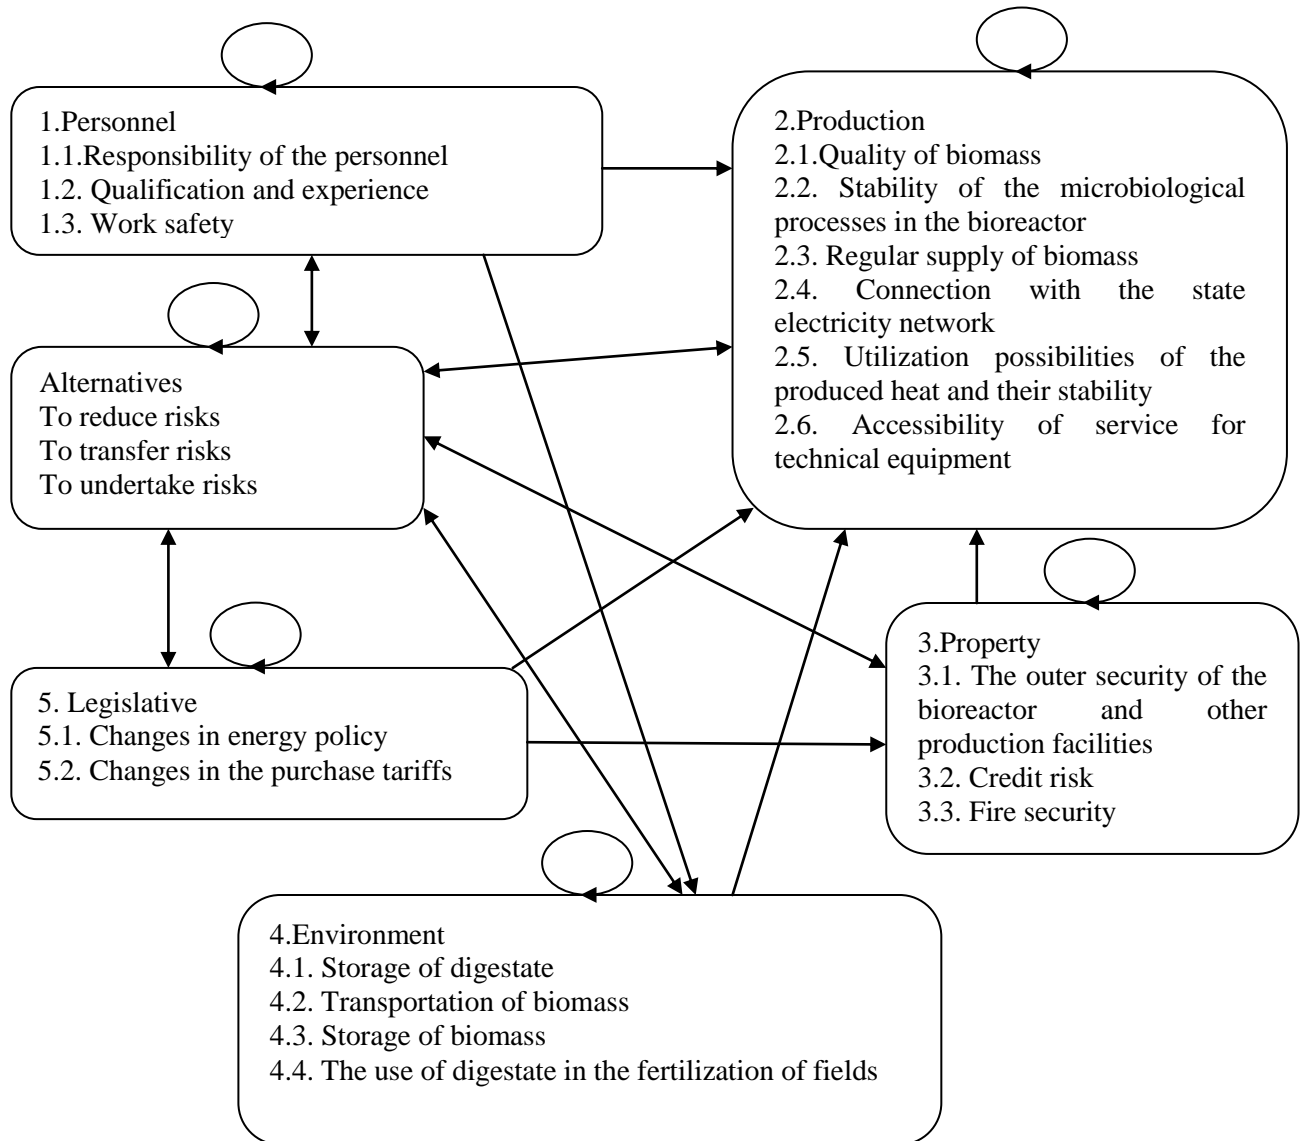 1.Personnel
1.1.Responsibility of the personnel
1.2. Qualification and experience
1.3. Work safety
2.Production
2.1.Quality of biomass
2.2. Stability of the microbiological
processes in the bioreactor
2.3. Regular supply of biomass
2.4. Connection with the state
electricity network
2.5. Utilization possibilities of the
produced heat and their stability
2.6. Accessibility of service for
technical equipment
Alternatives
To reduce risks
To transfer risks
To undertake risks
5. Legislative
5.1. Changes in energy policy
5.2. Changes in the purchase tariffs
3.Property
3.1. The outer security of the
bioreactor and other
production facilities
3.2. Credit risk
3.3. Fire security
4.Environment
4.1. Storage of digestate
4.2. Transportation of biomass
4.3. Storage of biomass
4.4. The use of digestate in the fertilization of fields